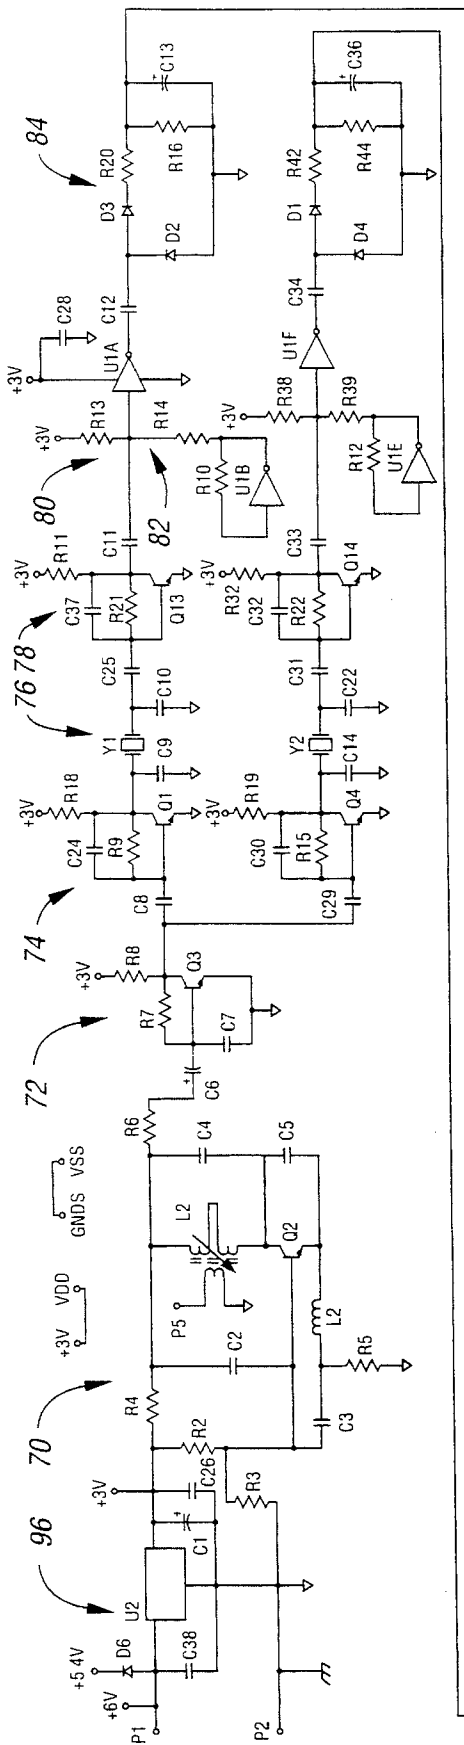 P1
+6V
+5.4V
D6
C38
P2
U2
96
C1
C26
+3V
R3
R2
R4
70
C3
C2
R5
L2
+3V VDD
P5
L2
Q2
GNDS VSS
C4
C5
R6
C6
72
R7
+3V
R8
C7
Q3
74
C8
C29
+3V
R18
C24
R9
Q1
+3V
R19
C30
R15
Q4
76
Y1
C9
C10
Y2
C14
C22
78
C25
C31
+3V
R11
C37
R21
Q13
+3V
R32
C32
R22
Q14
80
C11
C33
82
+3V
R13
R14
R10
U1B
+3V
R38
R39
R12
U1E
+3V
C28
U1A
U1F
C12
C34
84
D3
D2
R20
R16
C13
D1
D4
R42
R44
C36